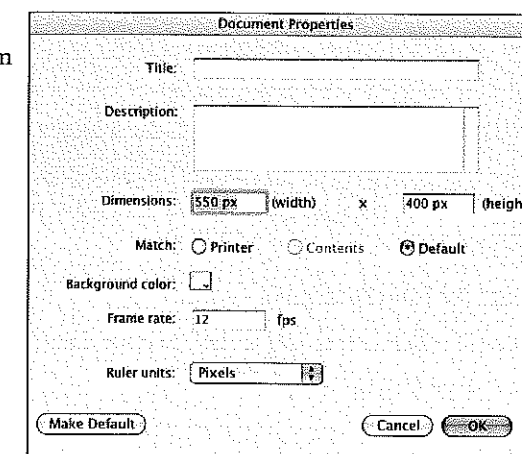 Document Properties
n
Title:
Description:
Dimensions: 550 px (width) x 400 px (heigh
Match: Printer Contents Default
Background color:
Frame rate: 12 fps
Ruler units: Pixels
Make Default Cancel OK